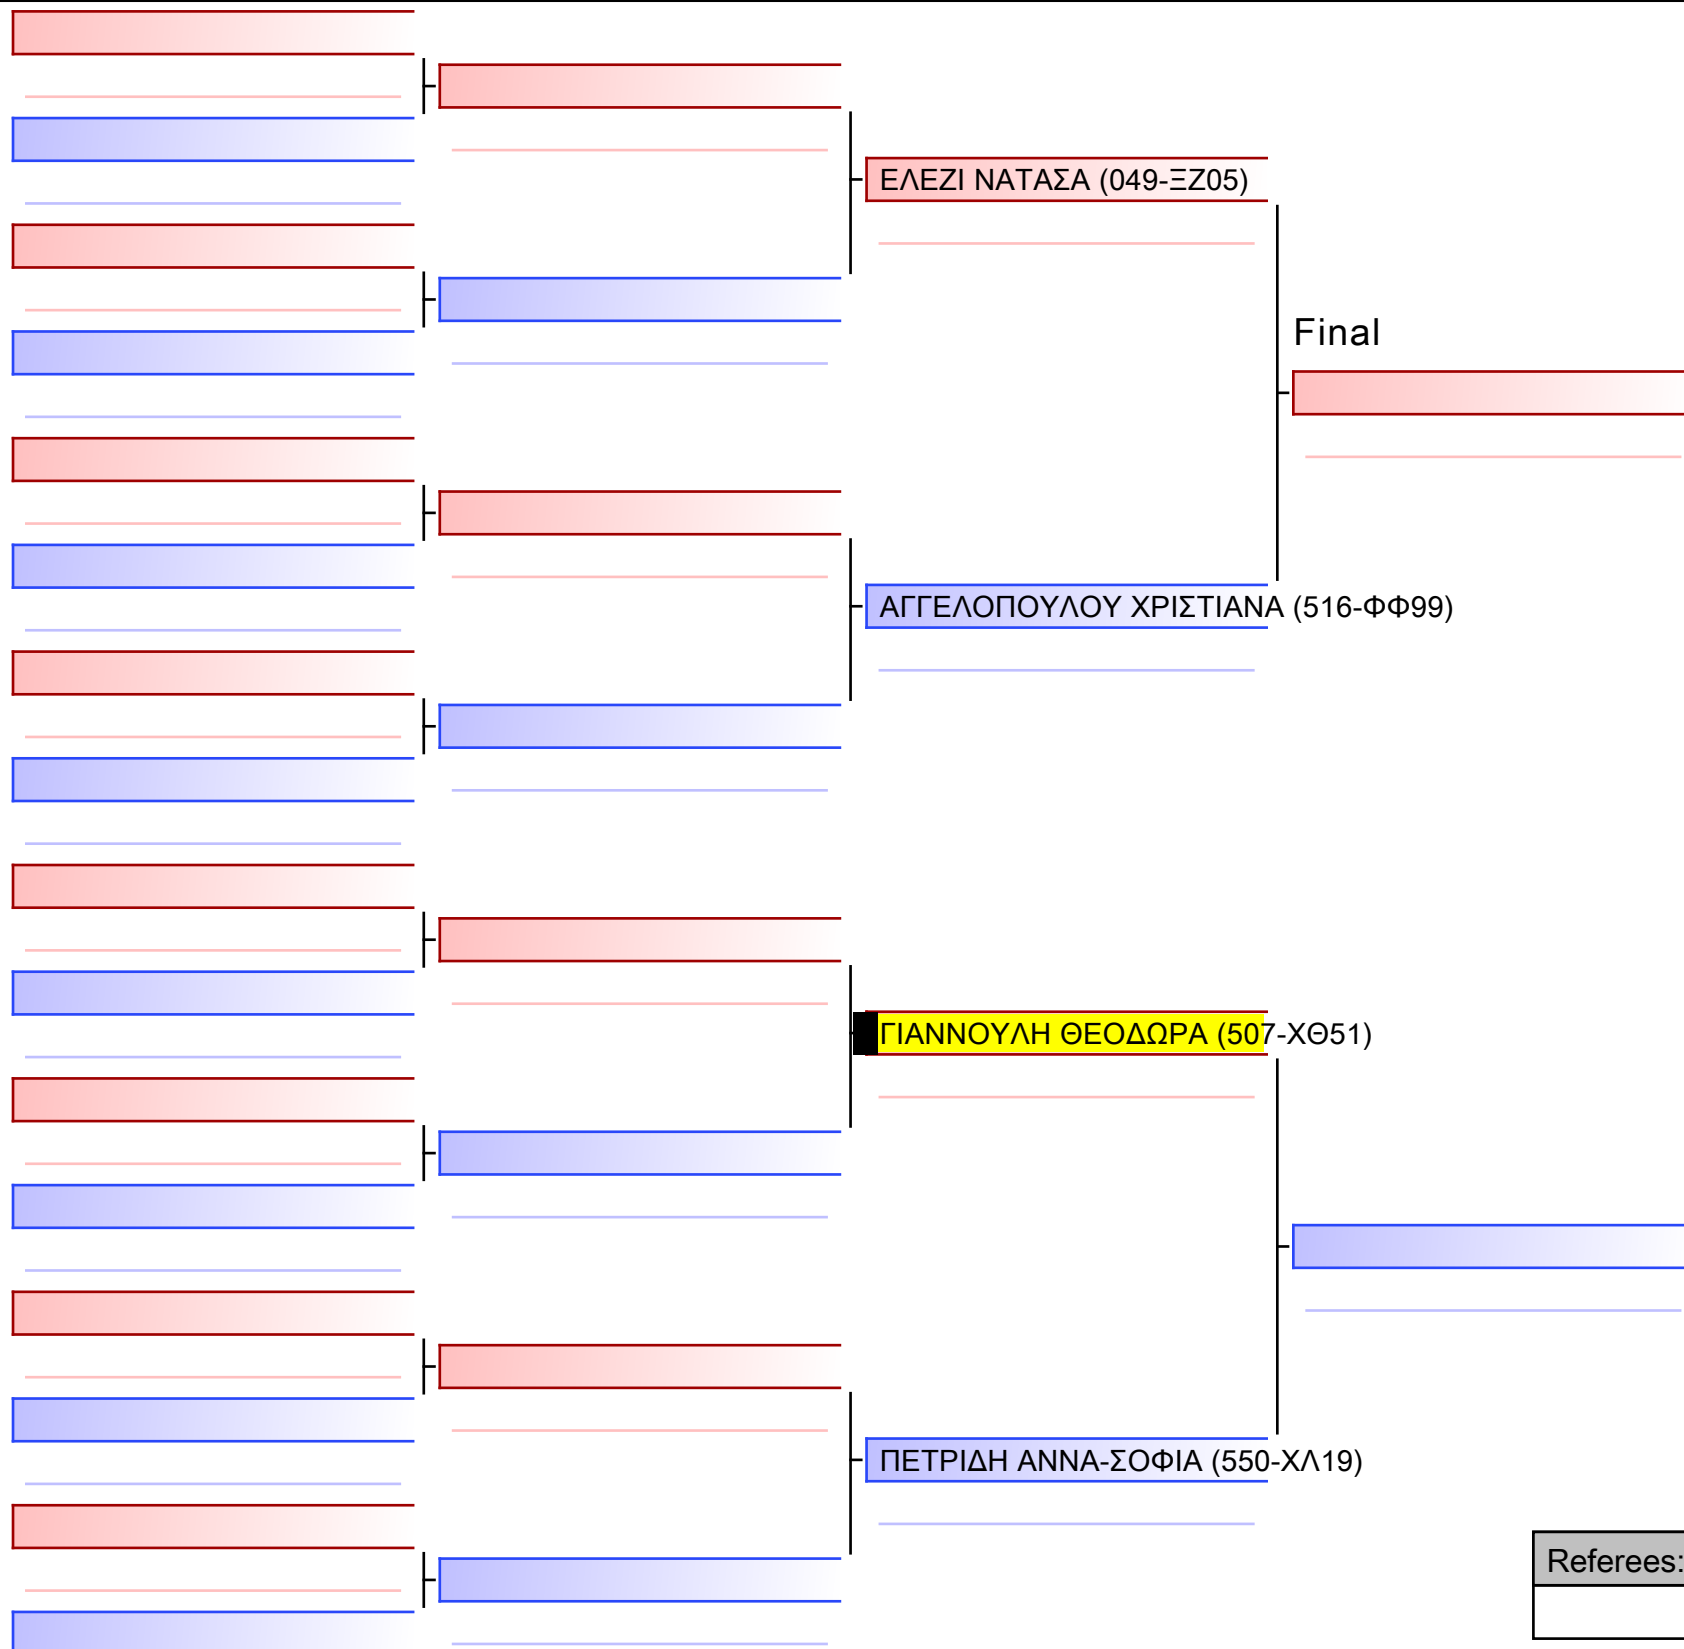 ΕΛΕΖΙ ΝΑΤΑΣΑ (049-ΞΖ05)
Final
ΑΓΓΕΛΟΠΟΥΛΟΥ ΧΡΙΣΤΙΑΝΑ (516-ΦΦ99)
ΓΙΑΝΝΟΥΛΗ ΘΕΟΔΩΡΑ (507-ΧΘ51)
ΠΕΤΡΙΔΗ ΑΝΝΑ-ΣΟΦΙΑ (550-ΧΛ19)
Referees: